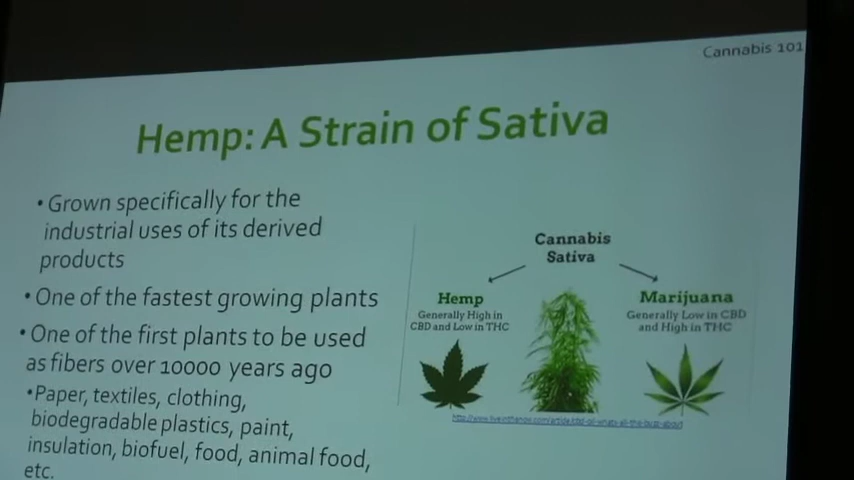 Cannabis 101
Hemp: A Strain of Sativa
• Grown specifically for the
industrial uses of its derived
products
• One of the fastest growing plants
• One of the first plants to be used
as fibers over 10000 years ago
• Paper, textiles, clothing,
biodegradable plastics, paint,
insulation, biofuel, food, animal food,
etc.
Cannabis
Sativa
Hemp
Generally High in
CBD and Low in THC
Marijuana
Generally Low in CBD
and High in THC